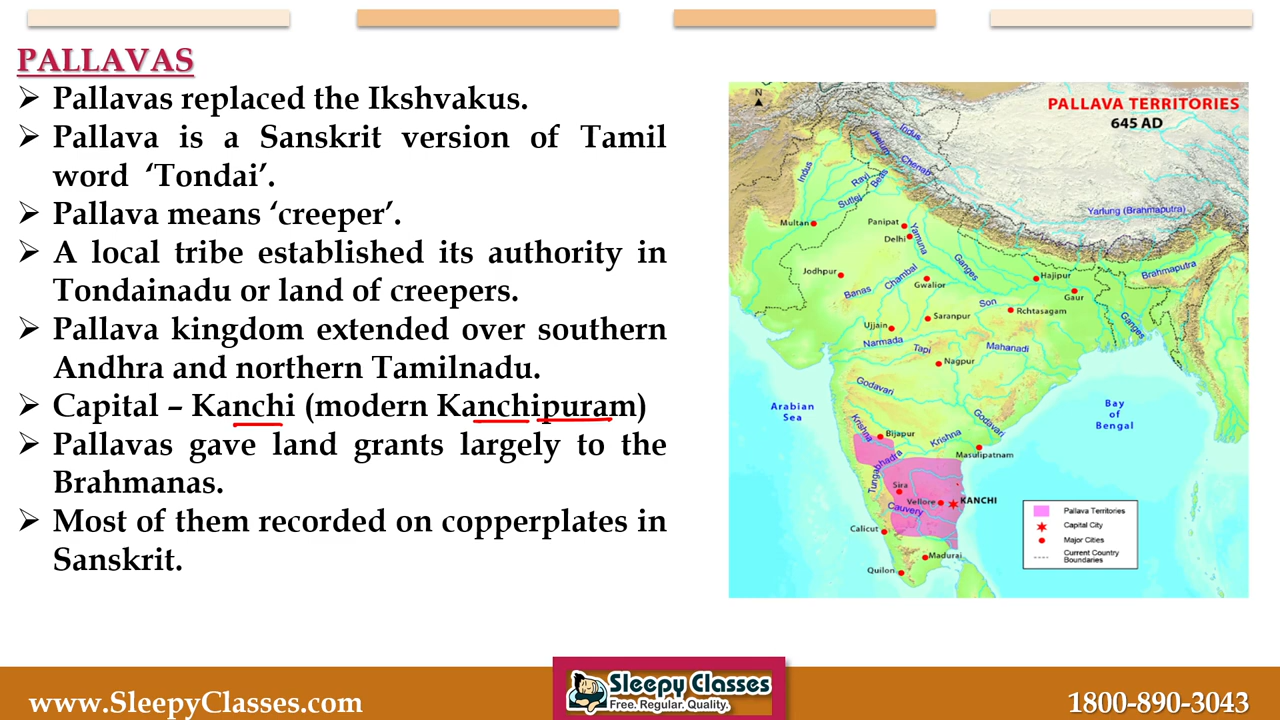 PALLAVAS
➢ Pallavas replaced the Ikshvakus.
➢ Pallava is a Sanskrit version of Tamil
word ‘Tondai’.
➢ Pallava means ‘creeper’.
➢ A local tribe established its authority in
Tondainadu or land of creepers.
➢ Pallava kingdom extended over southern
Andhra and northern Tamilnadu.
➢ Capital – Kanchi (modern Kanchipuram)
➢ Pallavas gave land grants largely to the
Brahmanas.
➢ Most of them recorded on copperplates in
Sanskrit.
N
PALLAVA TERRITORIES
645 AD
Indus
Jhelum
Chenab
Indus
Ravi
Beas
Sutlej
Yarlung (Brahmaputra)
Multan
Panipat
Delhi
Yamuna
Ganges
Brahmaputra
Jodhpur
Chambal
Gwalior
Hajipur
Banas
Gaur
Son
Rchtasagam
Saranpur
Ganges
Ujjain
Narmada
Tapi
Mahanadi
Nagpur
Godavari
Arabian
Sea
Bay
of
Bengal
Godavari
Krishna
Bijapur
Krishna
Masulipatnam
Tungabhadra
Sira
Vellore
KANCHI
Cauvery
Calicut
Madurai
Quilon
Pallava Territories
Capital City
Major Cities
Current Country
Boundaries
www.SleepyClasses.com
Sleepy Classes
Free. Regular. Quality.
1800-890-3043